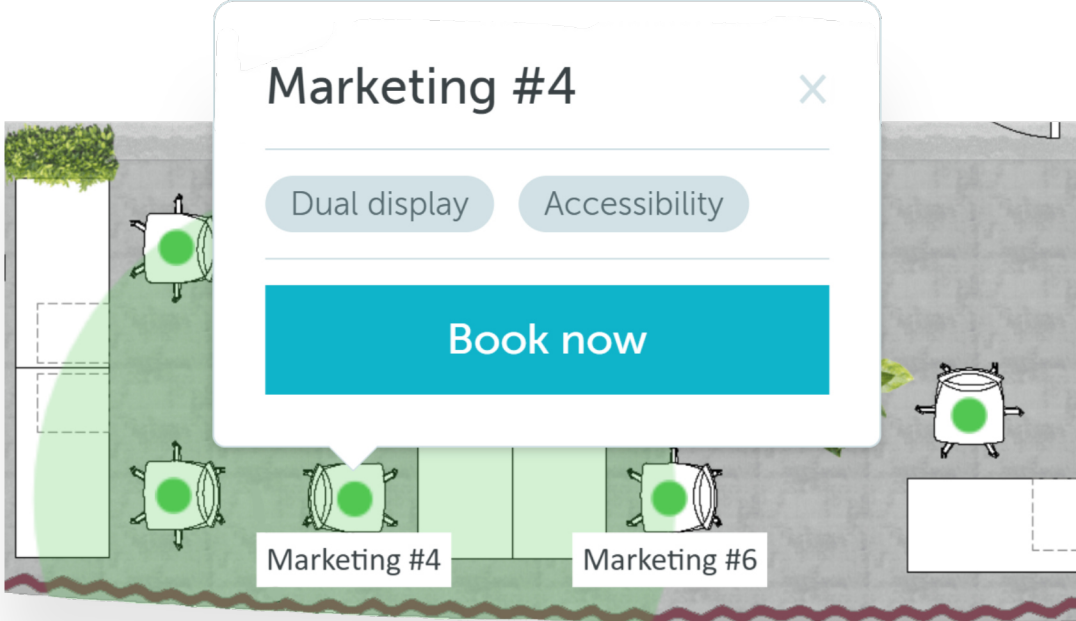 Marketing #4
Dual display
Accessibility
Book now
Marketing #4
Marketing #6